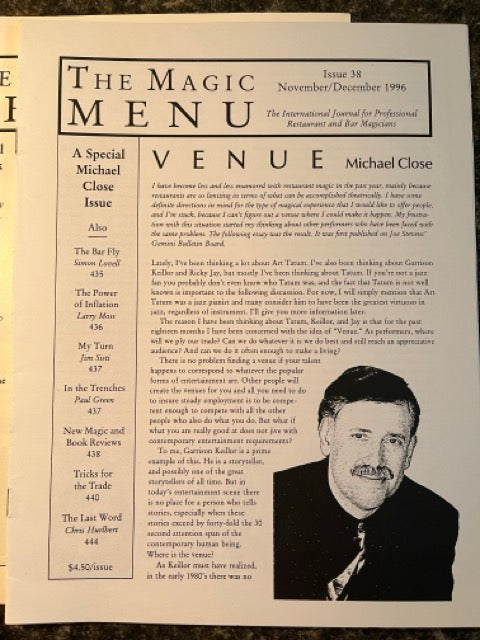 THE MAGIC
MENU
Issue 38
November/December 1996
The International Journal for Professional
Restaurant and Bar Magicians
A Special
Michael
Close
Issue
Also
The Bar Fly
Simon Lovell
435
The Power
of Inflation
Larry Moss
436
My Turn
Jim Sisti
437
In the Trenches
Paul Green
437
New Magic and
Book Reviews
438
Tricks for
the Trade
440
The Last Word
Chris Hurlbert
444
$4.50/issue
VENUE Michael Close
I have become less and less enamored with restaurant magic in the past year, mainly because
restaurants are so limiting in terms of what can be accomplished theatrically. I have some
definite directions in mind for the type of magical experience that I would like to offer people,
and I'm stuck, because I can't figure out a venue where I could make it happen. My frustra-
tion with this situation started my thinking about other performers who have been faced with
the same problem. The following essay was the result. It was first published on Joe Stevens'
Gemini Bulletin Board.
Lately, I've been thinking a lot about Art Tatum. I've also been thinking about Garrison
Keillor and Ricky Jay, but mostly I've been thinking about Tatum. If you're not a jazz
fan you probably don't even know who Tatum was, and the fact that Tatum is not well
known is important to the following discussion. For now, I will simply mention that Art
Tatum was a jazz pianist and many consider him to have been the greatest virtuoso in
jazz, regardless of instrument. I'll give you more information later.
The reason I have been thinking about Tatum, Keillor, and Jay is that for the past
eighteen months I have been concerned with the idea of "Venue." As performers, where
will we ply our trade? Can we do whatever it is we do best and still reach an appreciative
audience? And can we do it often enough to make a living?
There is no problem finding a venue if your talent
happens to correspond to whatever the popular
forms of entertainment are. Other people will
create the venues for you and all you need to do
to insure steady employment is to be compe-
tent enough to compete with all the other
people who also do what you do. But what if
what you are really good at does not jive with
contemporary entertainment requirements?
To me, Garrison Keillor is a prime
example of this. He is a storyteller,
and possibly one of the great
storytellers of all time. But in
today's entertainment scene there
is no place for a person who tells
stories, especially when these
stories exceed by forty-fold the 30
second attention span of the
contemporary human being.
Where is the venue?
As Keillor must have realized,
in the early 1980's there was no